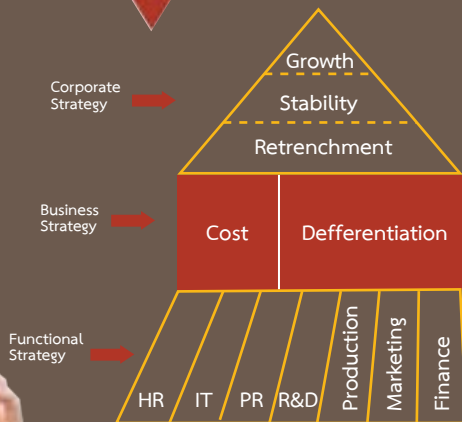 Growth
Corporate
Strategy
Stability
Retrenchment
Business
Strategy
Cost
Defferentiation
Functional
Strategy
HR
IT
PR
R&D
Production
Marketing
Finance